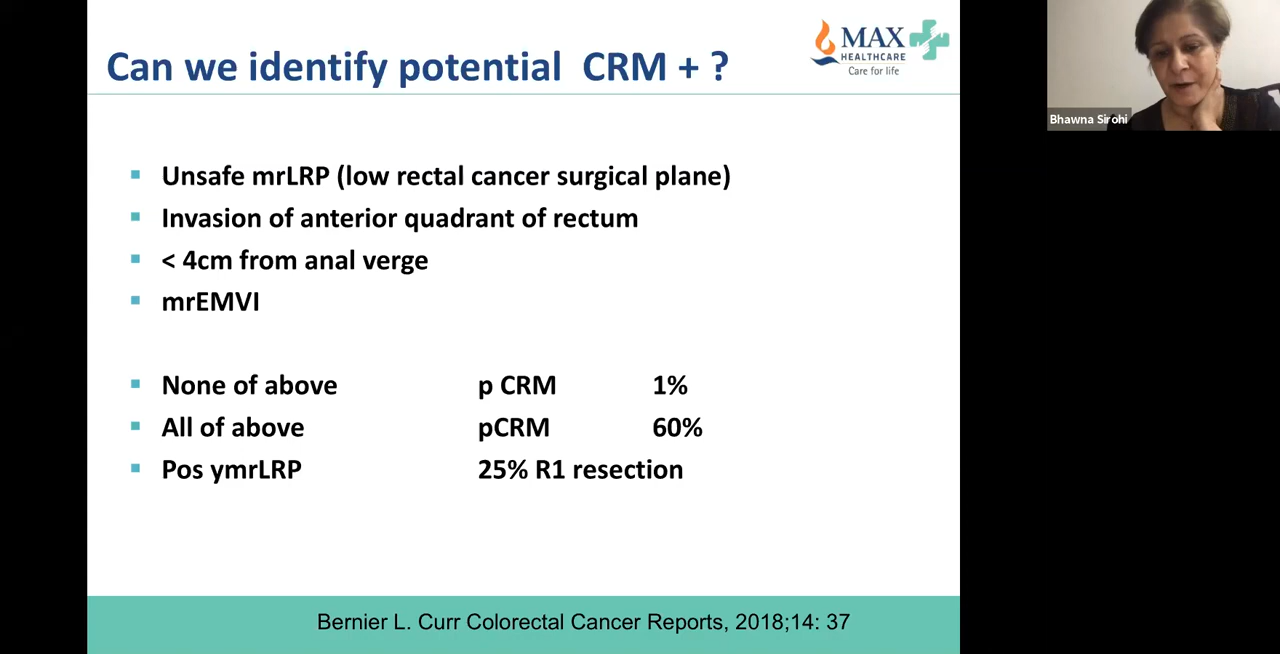 Can we identify potential CRM + ?
MAX
HEALTHCARE
Care for life
Bhawna Sirohi
Unsafe mrLRP (low rectal cancer surgical plane)
Invasion of anterior quadrant of rectum
< 4cm from anal verge
mrEMVI
None of above p CRM 1%
All of above pCRM 60%
Pos ymrLRP 25% R1 resection
Bernier L. Curr Colorectal Cancer Reports, 2018;14: 37